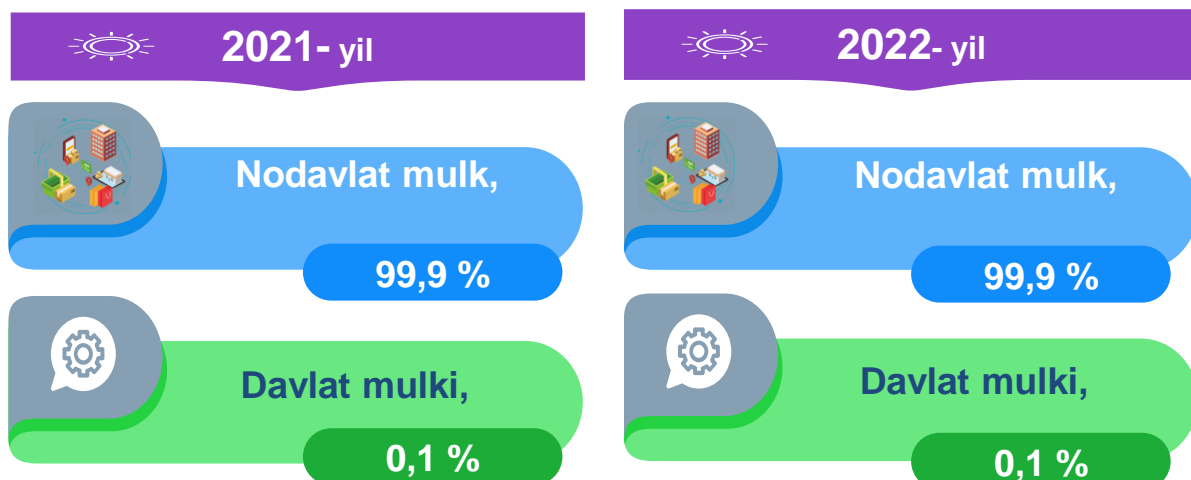 2021- yil
Nodavlat mulk,
99,9 %
Davlat mulki,
0,1 %
2022- yil
Nodavlat mulk,
99,9 %
Davlat mulki,
0,1 %